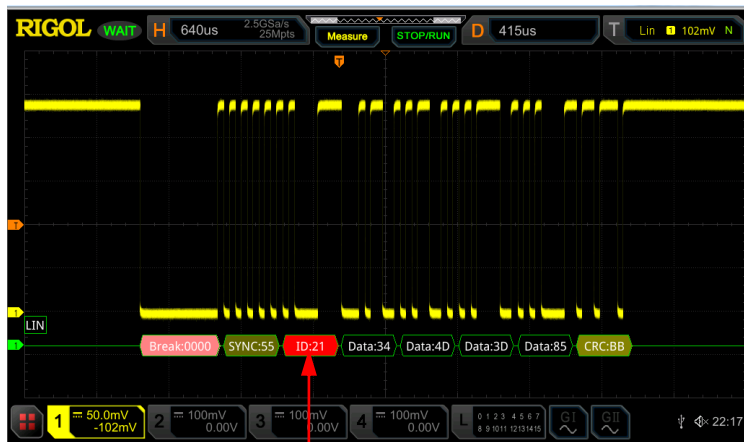 RIGOL WAIT H 640us 2.5GSa/s 25Mpts Measure STOP/RUN D 415us T Lin 1 102mV N
T
T
1
LIN
1 Break:0000 SYNC:55 ID:21 Data:34 Data:4D Data:3D Data:85 CRC:BB
1 50.0mV -102mV 2 100mV 0.00V 3 100mV 0.00V 4 100mV 0.00V L 0 1 2 3 4 5 6 7 8 9 10 11 12 13 14 15 GI GII 22:17